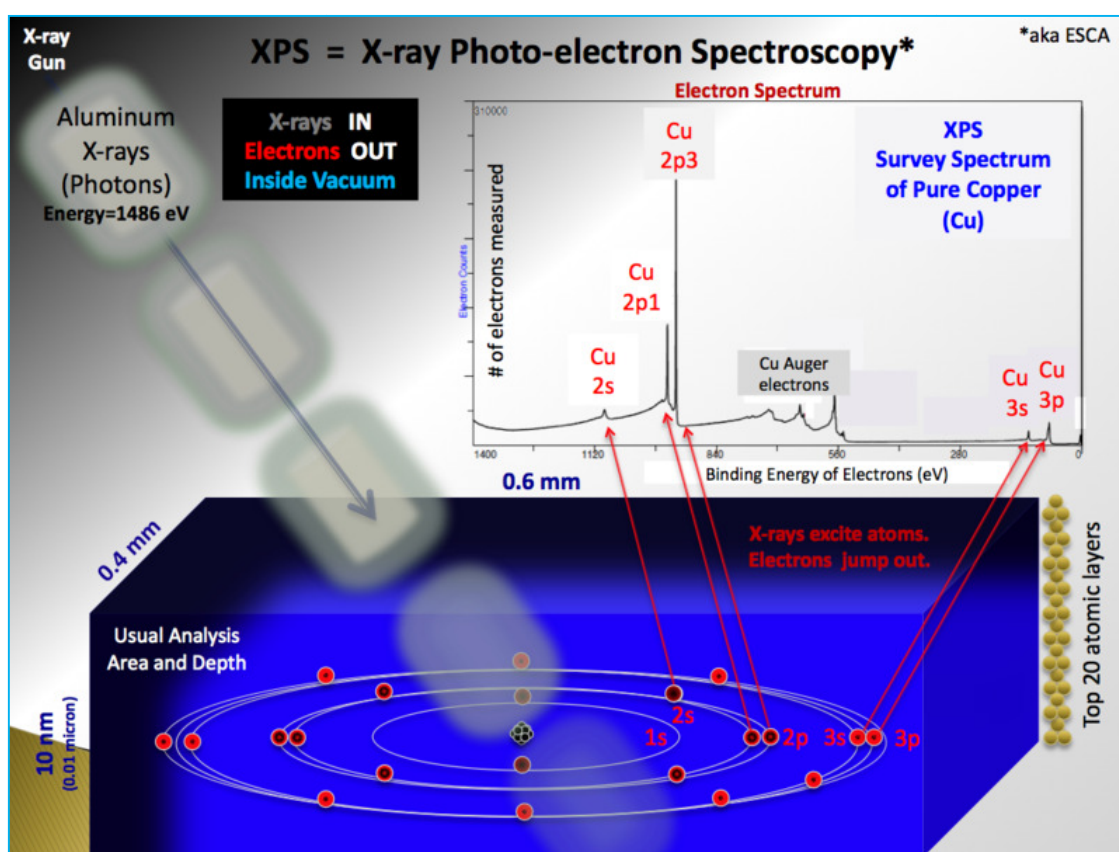 X-ray
Gun
XPS = X-ray Photo-electron Spectroscopy*
*aka ESCA
Aluminum
X-rays
(Photons)
Energy=1486 eV
X-rays IN
Electrons OUT
Inside Vacuum
Electron Spectrum
310000
Electron Counts
# of electrons measured
Cu
2p3
XPS
Survey Spectrum
of Pure Copper
(Cu)
Cu
2p1
Cu
2s
Cu Auger
electrons
Cu
3s
Cu
3p
1400
1120
840
560
280
0
Binding Energy of Electrons (eV)
0.6 mm
0.4 mm
X-rays excite atoms.
Electrons jump out.
Usual Analysis
Area and Depth
10 nm
(0.01 micron)
Top 20 atomic layers
2s
1s
2p
3s
3p